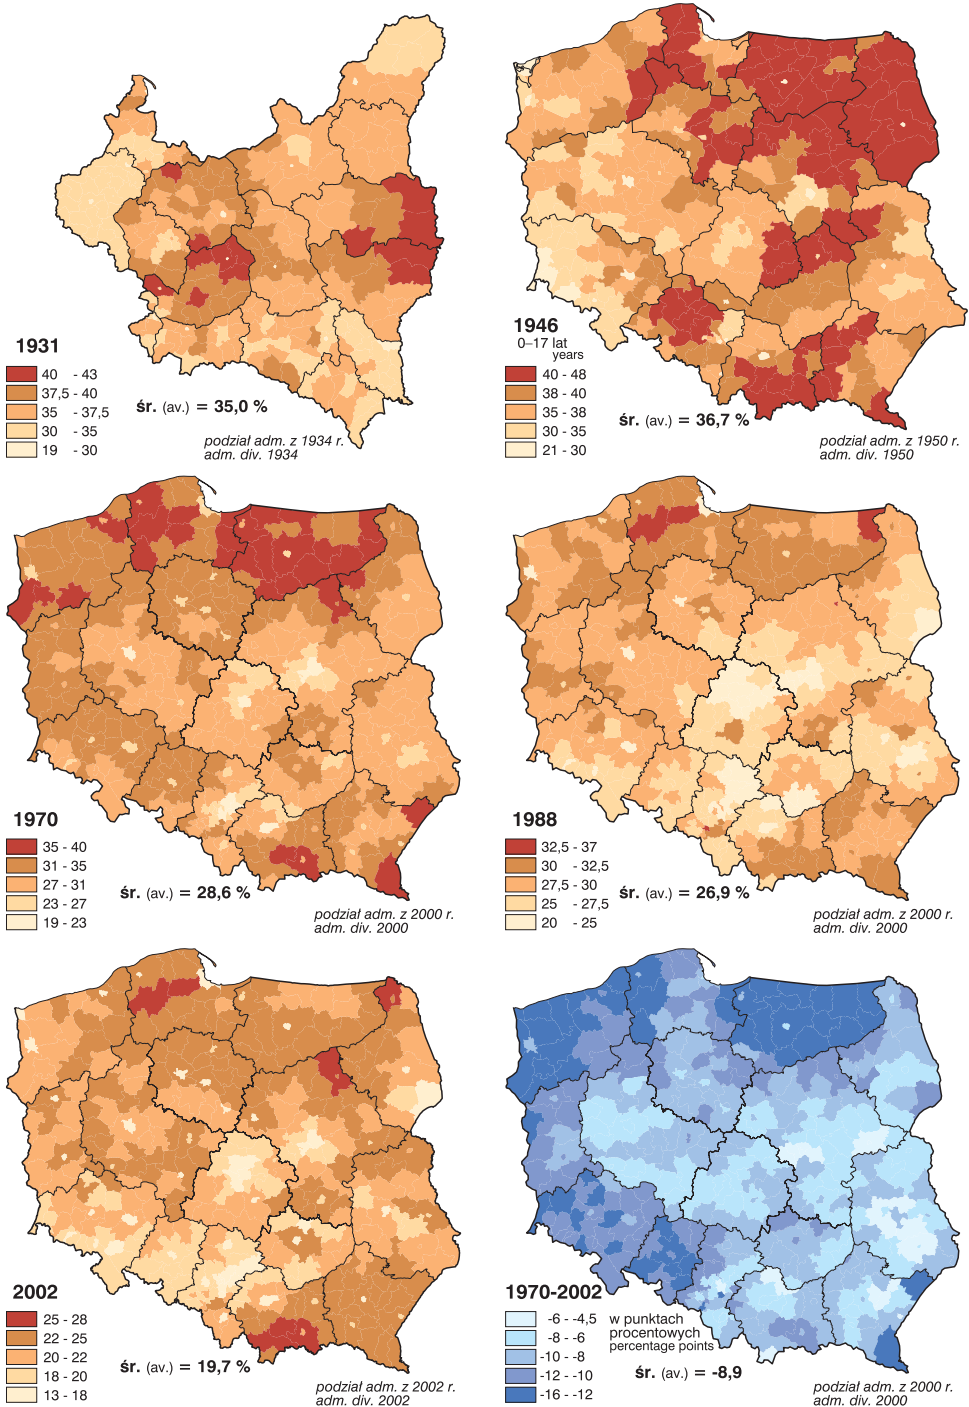 1931
40 - 43
37,5 - 40
35 - 37,5
30 - 35
19 - 30
śr. (av.) = 35,0 %
podział adm. z 1934 r.
adm. div. 1934
1946
0–17 lat
years
40 - 48
38 - 40
35 - 38
30 - 35
21 - 30
śr. (av.) = 36,7 %
podział adm. z 1950 r.
adm. div. 1950
1970
35 - 40
31 - 35
27 - 31
23 - 27
19 - 23
śr. (av.) = 28,6 %
podział adm. z 2000 r.
adm. div. 2000
1988
32,5 - 37
30 - 32,5
27,5 - 30
25 - 27,5
20 - 25
śr. (av.) = 26,9 %
podział adm. z 2000 r.
adm. div. 2000
2002
25 - 28
22 - 25
20 - 22
18 - 20
13 - 18
śr. (av.) = 19,7 %
podział adm. z 2002 r.
adm. div. 2002
1970-2002
-6 - -4,5
-8 - -6
-10 - -8
-12 - -10
-16 - -12
w punktach
procentowych
percentage points
śr. (av.) = -8,9
podział adm. z 2000 r.
adm. div. 2000